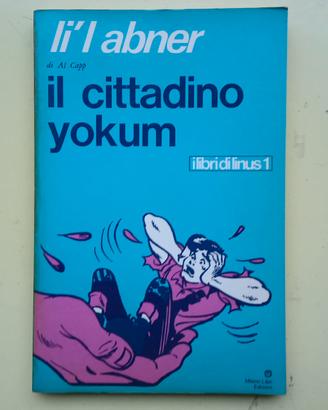 li'l abner
di Al Capp
il cittadino
yokum
i libri di linus 1
Milano Libri
Edizioni